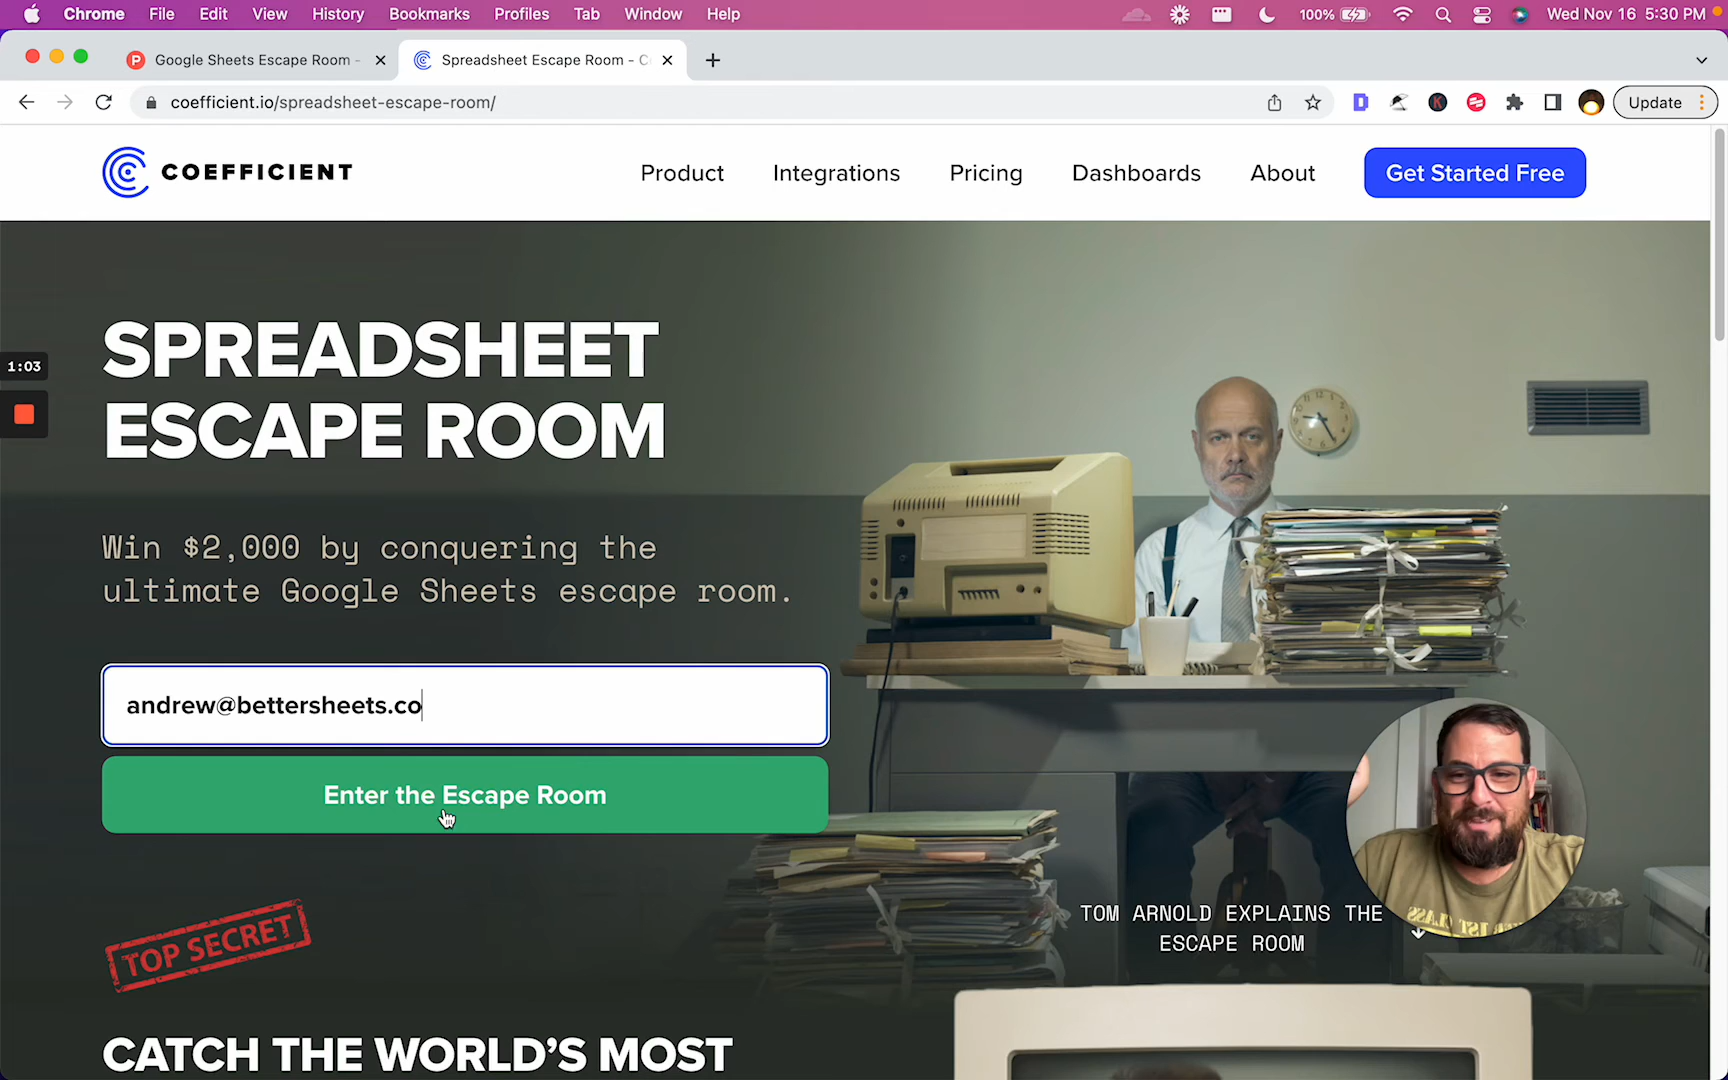 Chrome File Edit View History Bookmarks Profiles Tab Window Help 100% Wed Nov 16 5:30 PM
Google Sheets Escape Room - Spreadsheet Escape Room - C
coefficient.io/spreadsheet-escape-room/ Update
COEFFICIENT Product Integrations Pricing Dashboards About Get Started Free
SPREADSHEET
ESCAPE ROOM
1:03
Win $2,000 by conquering the
ultimate Google Sheets escape room.
andrew@bettersheets.co
Enter the Escape Room
TOP SECRET
TOM ARNOLD EXPLAINS THE
ESCAPE ROOM
CATCH THE WORLD'S MOST